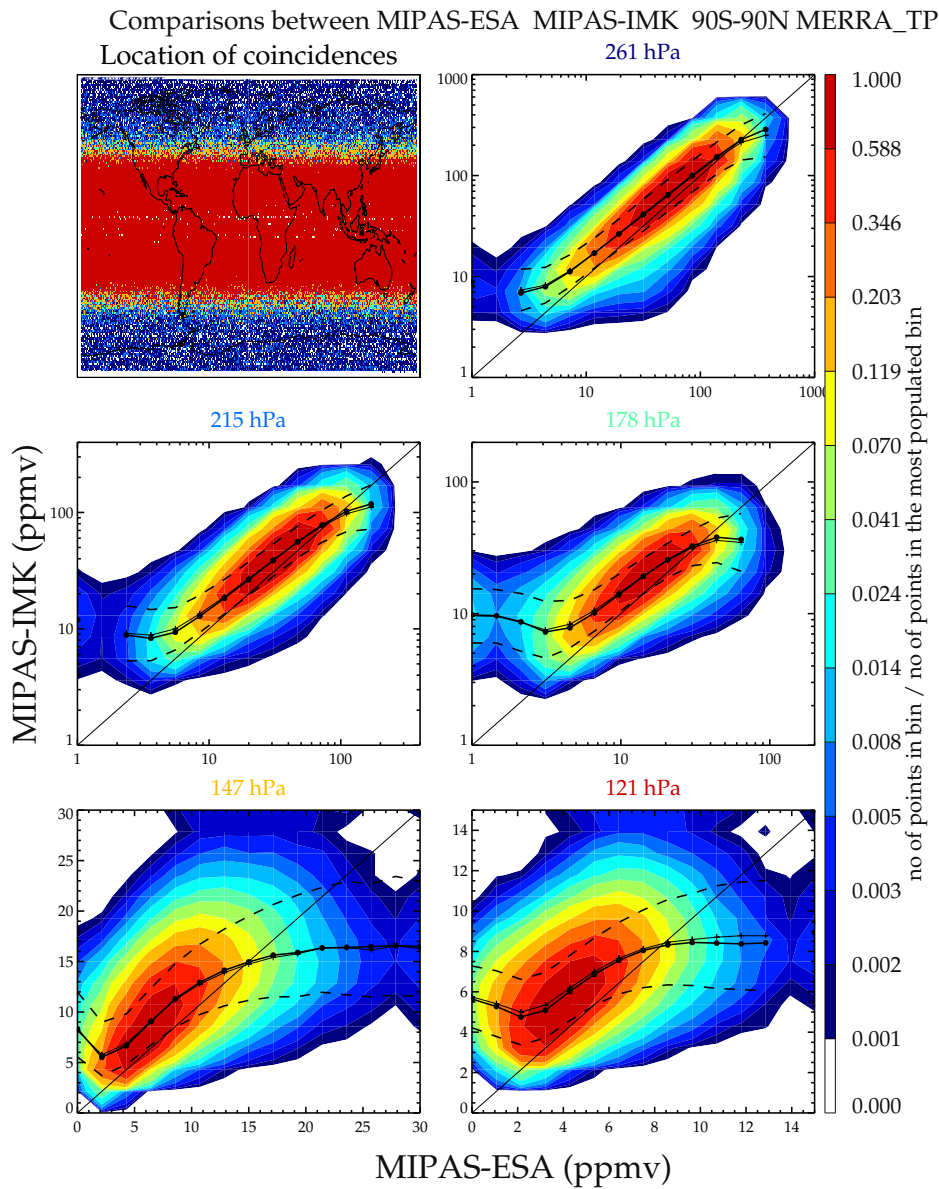 Comparisons between MIPAS-ESA MIPAS-IMK 90S-90N MERRA_TP
Location of coincidences
261 hPa
1000
100
10
1
1 10 100 1000
215 hPa
100
10
1
1 10 100
178 hPa
100
10
1
1 10 100
147 hPa
30
25
20
15
10
5
0
0 5 10 15 20 25 30
121 hPa
14
12
10
8
6
4
2
0
0 2 4 6 8 10 12 14
MIPAS-IMK (ppmv)
MIPAS-ESA (ppmv)
1.000
0.588
0.346
0.203
0.119
0.070
0.041
0.024
0.014
0.008
0.005
0.003
0.002
0.001
0.000
no of points in bin / no of points in the most populated bin